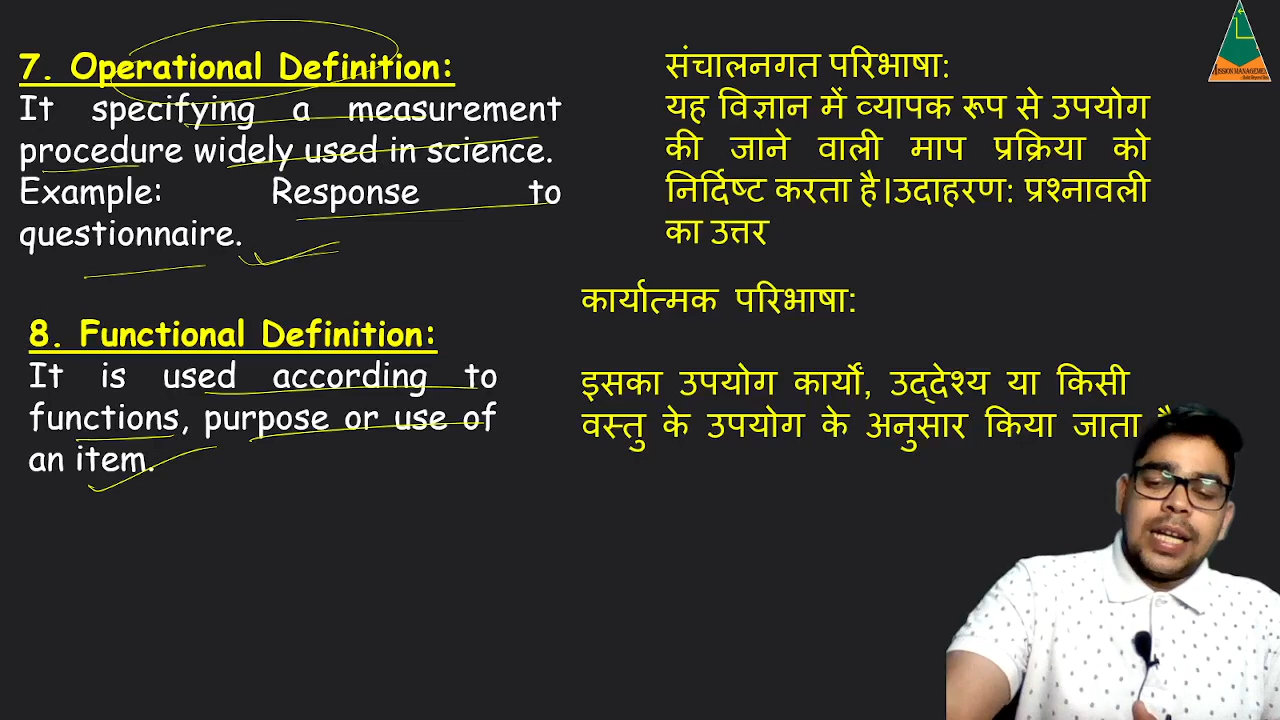 7. Operational Definition:
It specifying a measurement
procedure widely used in science.
Example: Response to
questionnaire.
8. Functional Definition:
It is used according to
functions, purpose or use of
an item.
संचालनगत परिभाषा:
यह विज्ञान में व्यापक रूप से उपयोग
की जाने वाली माप प्रक्रिया को
निर्दिष्ट करता है।उदाहरण: प्रश्नावली
का उत्तर
कार्यात्मक परिभाषा:
इसका उपयोग कार्यों, उद्देश्य या किसी
वस्तु के उपयोग के अनुसार किया जाता